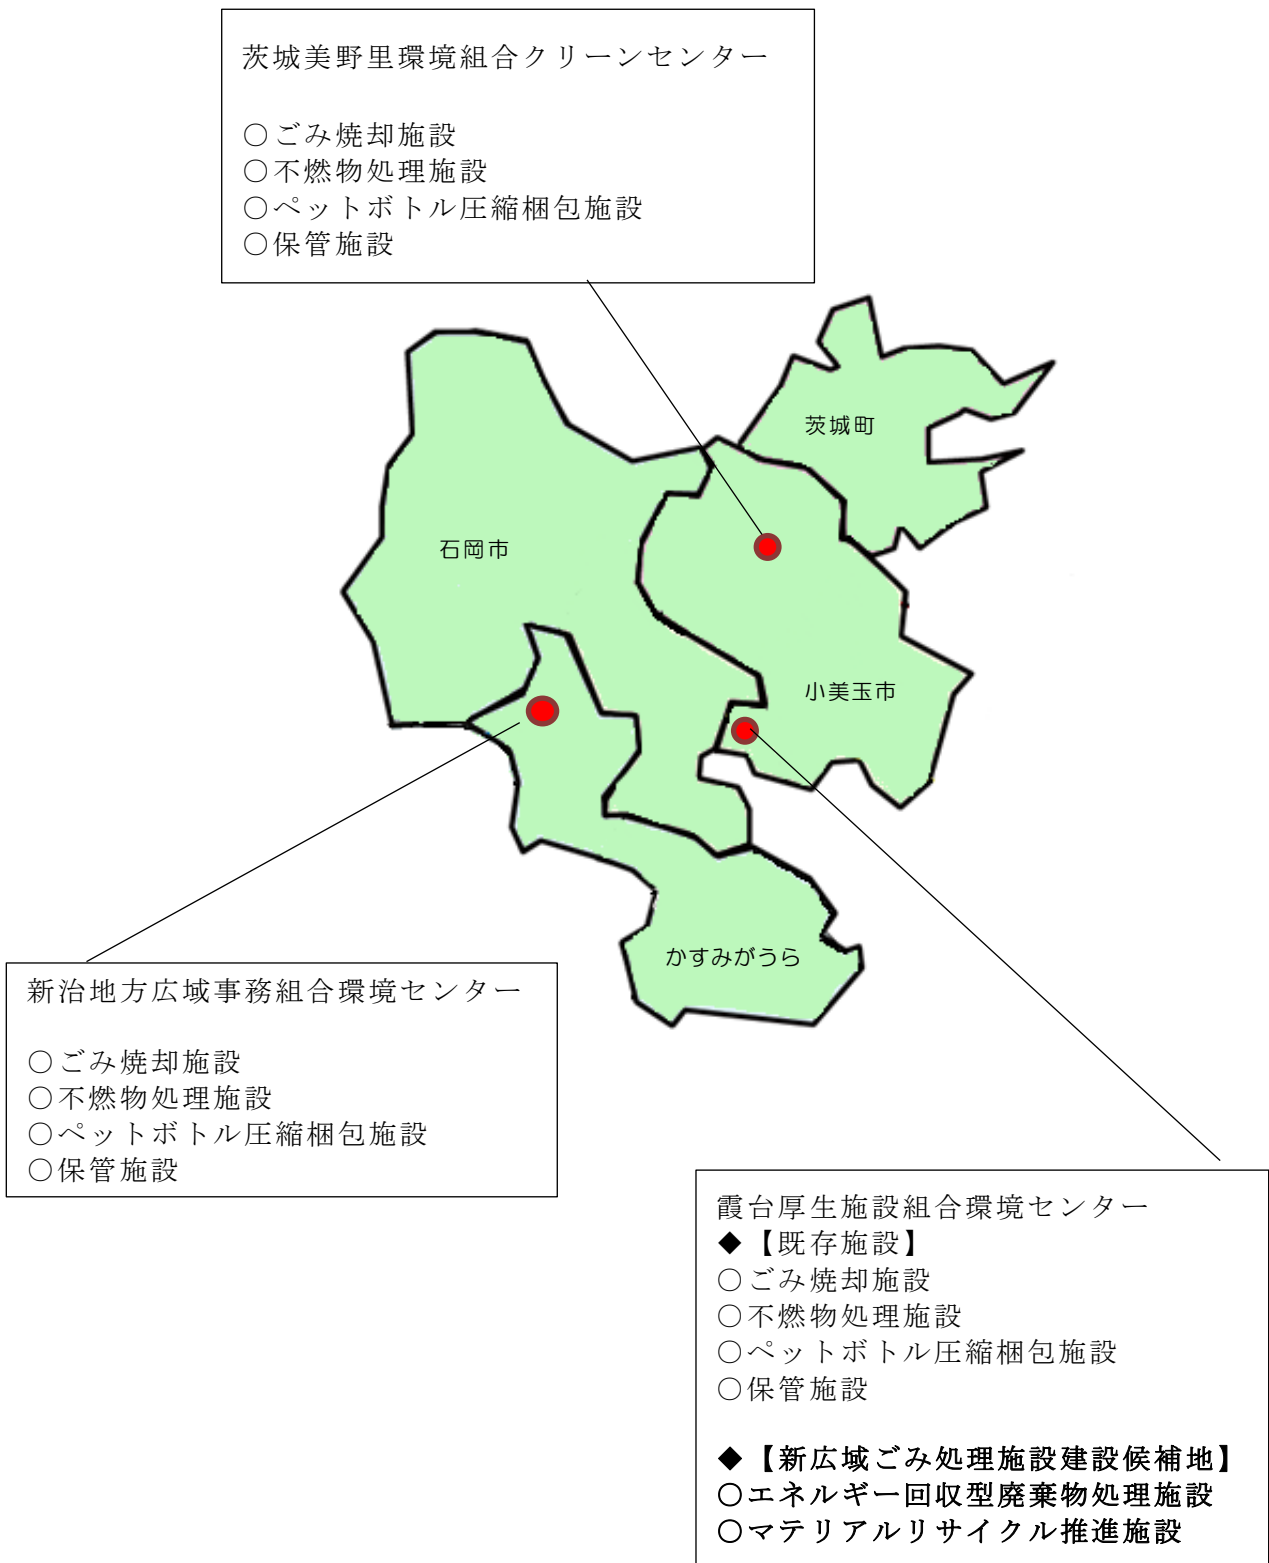 茨城美野里環境組合クリーンセンター
○ごみ焼却施設
○不燃物処理施設
○ペットボトル圧縮梱包施設
○保管施設
茨城町
石岡市
小美玉市
かすみがうら
新治地方広域事務組合環境センター
○ごみ焼却施設
○不燃物処理施設
○ペットボトル圧縮梱包施設
○保管施設
霞台厚生施設組合環境センター
◆【既存施設】
○ごみ焼却施設
○不燃物処理施設
○ペットボトル圧縮梱包施設
○保管施設
◆【新広域ごみ処理施設建設候補地】
○エネルギー回収型廃棄物処理施設
○マテリアルリサイクル推進施設